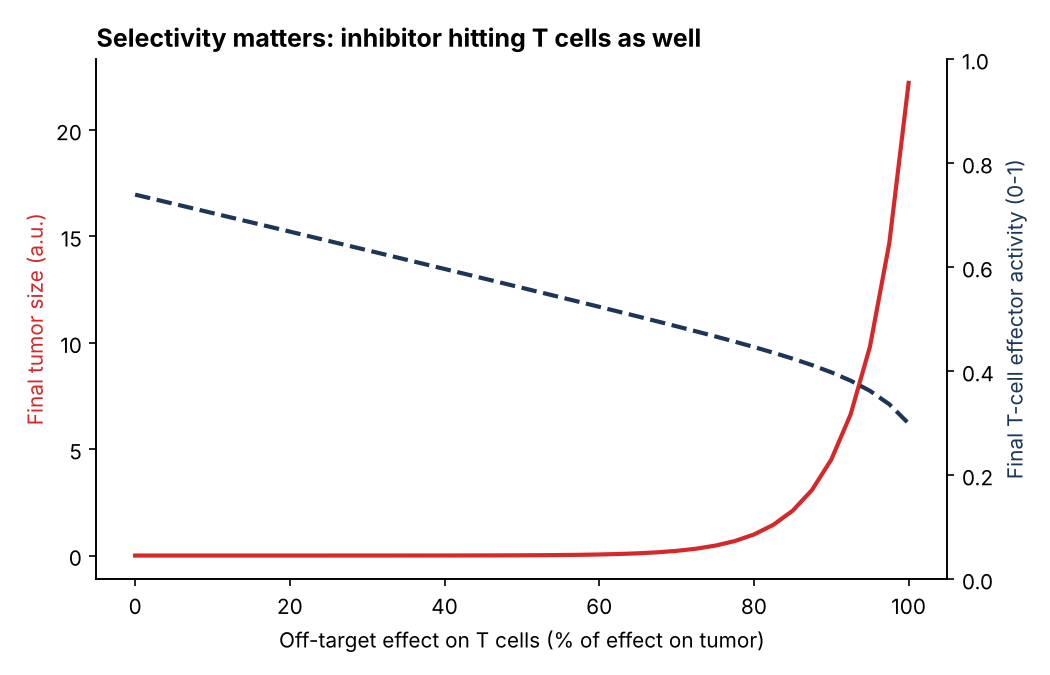 Selectivity matters: inhibitor hitting T cells as well
Final tumor size (a.u.)
20
15
10
5
0
1.0
0.8
0.6
0.4
0.2
0.0
Final T-cell effector activity (0-1)
0 20 40 60 80 100
Off-target effect on T cells (% of effect on tumor)